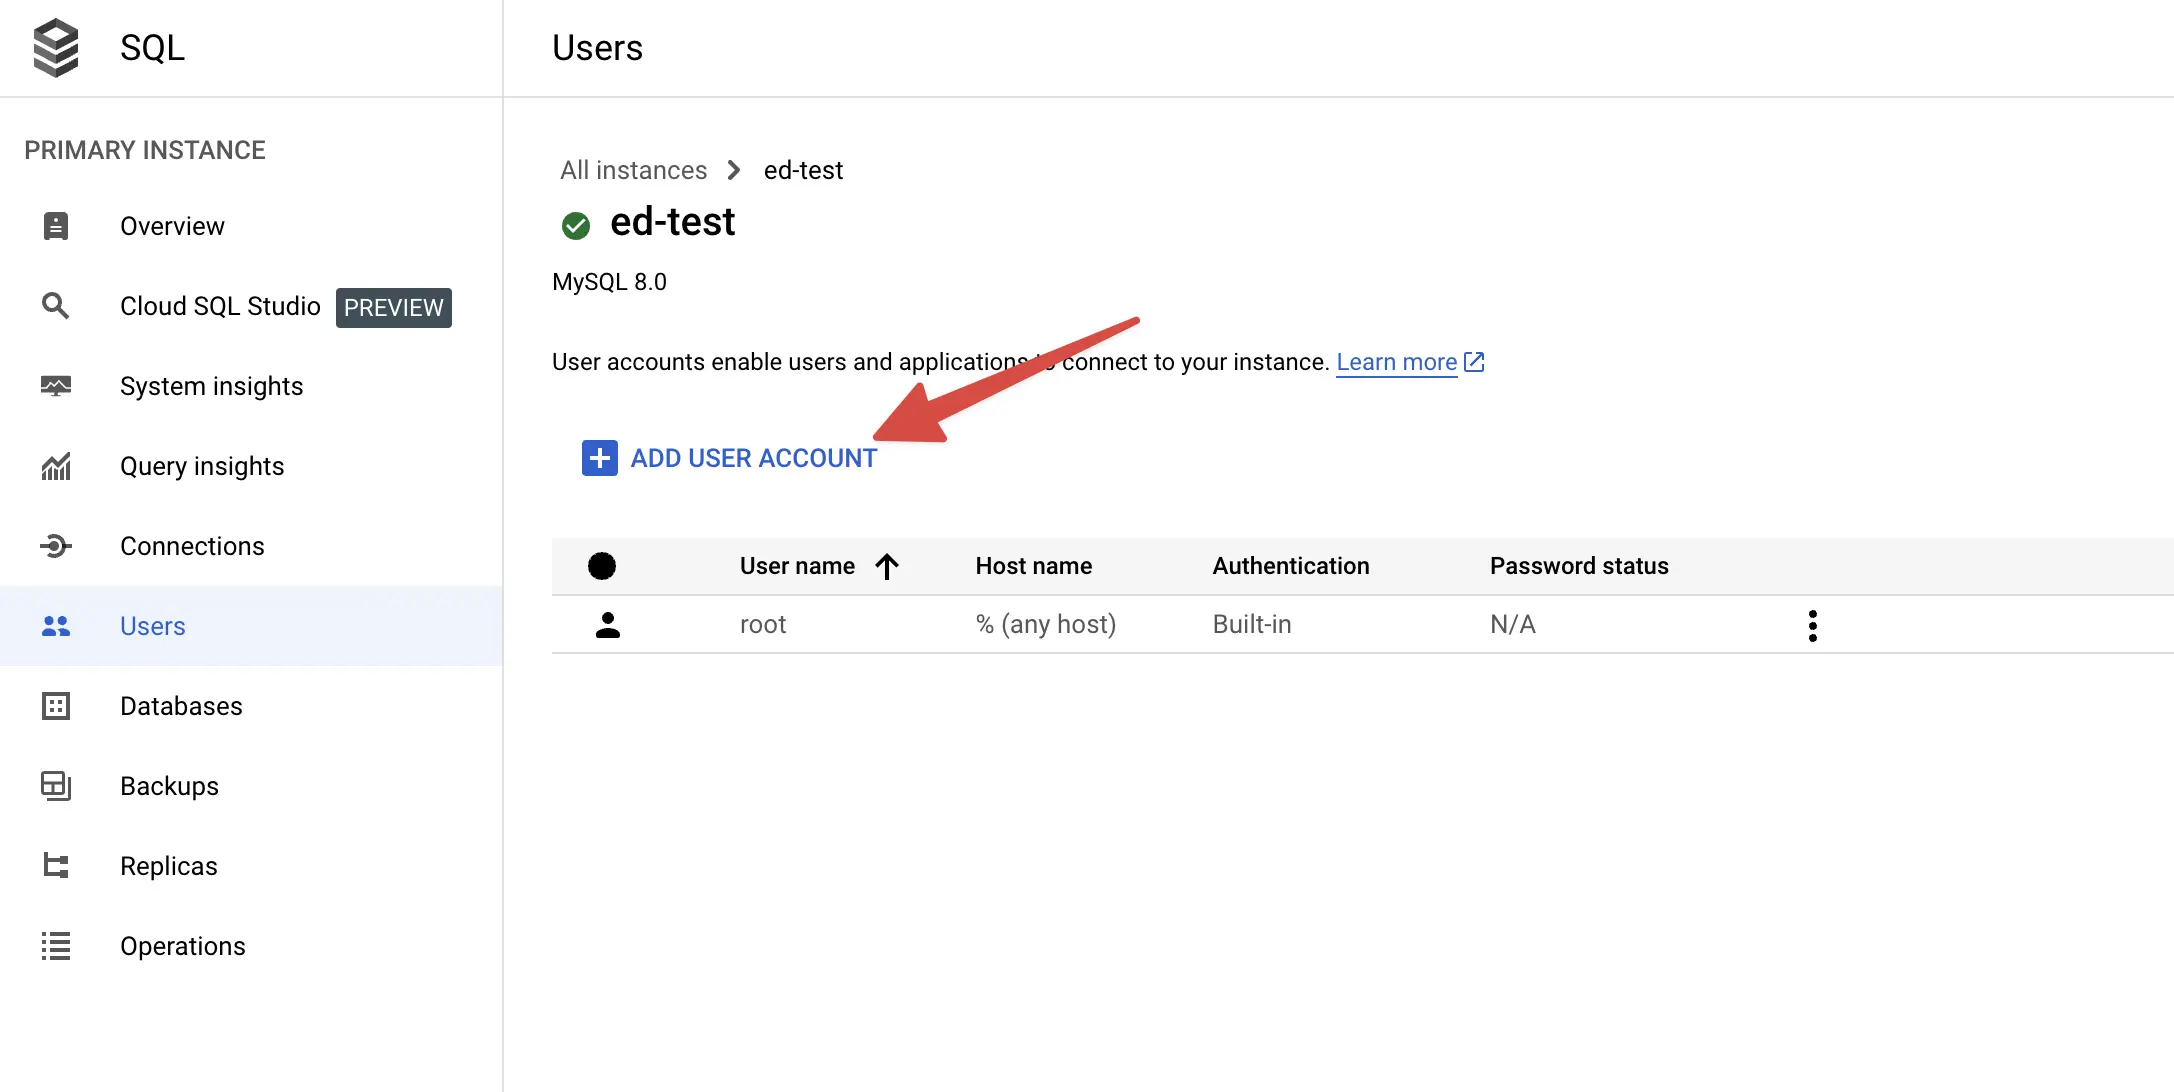 SQL
Users
PRIMARY INSTANCE
Overview
Cloud SQL Studio PREVIEW
System insights
Query insights
Connections
Users
Databases
Backups
Replicas
Operations
All instances ed-test
ed-test
MySQL 8.0
User accounts enable users and applications to connect to your instance. Learn more
ADD USER ACCOUNT
User name Host name Authentication Password status
root % (any host) Built-in N/A